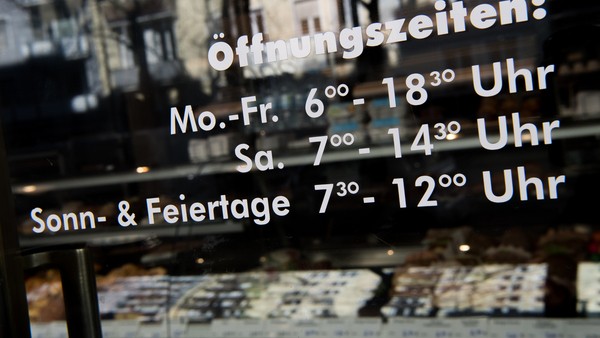 Öffnungszeiten:
Mo.-Fr. 6⁰⁰ - 18³⁰ Uhr
Sa. 7⁰⁰ - 14³⁰ Uhr
Sonn- & Feiertage 7³⁰ - 12⁰⁰ Uhr